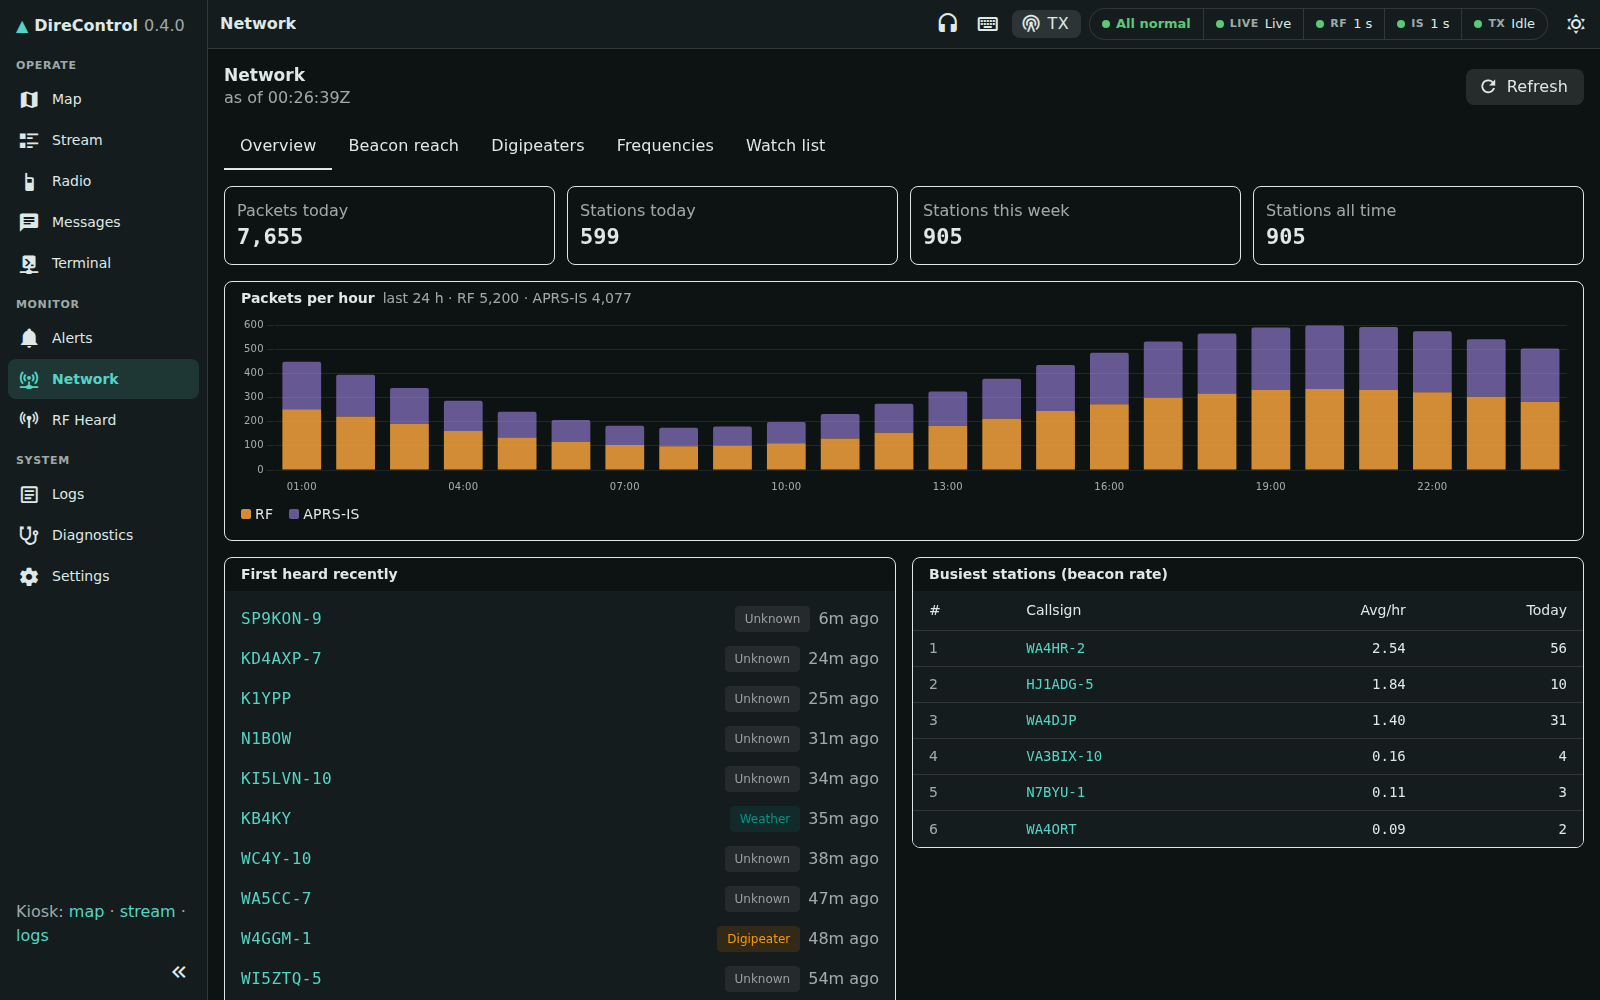 ▲ DireControl 0.4.0
OPERATE
Map
Stream
Radio
Messages
Terminal
MONITOR
Alerts
Network
RF Heard
SYSTEM
Logs
Diagnostics
Settings
Kiosk: map · stream ·
logs
Network
TX
All normal
LIVE Live
RF 1 s
IS 1 s
TX Idle
Network
as of 00:26:39Z
Refresh
Overview
Beacon reach
Digipeaters
Frequencies
Watch list
Packets today
7,655
Stations today
599
Stations this week
905
Stations all time
905
Packets per hour last 24 h · RF 5,200 · APRS-IS 4,077
600
500
400
300
200
100
0
01:00 04:00 07:00 10:00 13:00 16:00 19:00 22:00
RF APRS-IS
First heard recently
SP9KON-9 Unknown 6m ago
KD4AXP-7 Unknown 24m ago
K1YPP Unknown 25m ago
N1BOW Unknown 31m ago
KI5LVN-10 Unknown 34m ago
KB4KY Weather 35m ago
WC4Y-10 Unknown 38m ago
WA5CC-7 Unknown 47m ago
W4GGM-1 Digipeater 48m ago
WI5ZTQ-5 Unknown 54m ago
Busiest stations (beacon rate)
# Callsign Avg/hr Today
1 WA4HR-2 2.54 56
2 HJ1ADG-5 1.84 10
3 WA4DJP 1.40 31
4 VA3BIX-10 0.16 4
5 N7BYU-1 0.11 3
6 WA4ORT 0.09 2